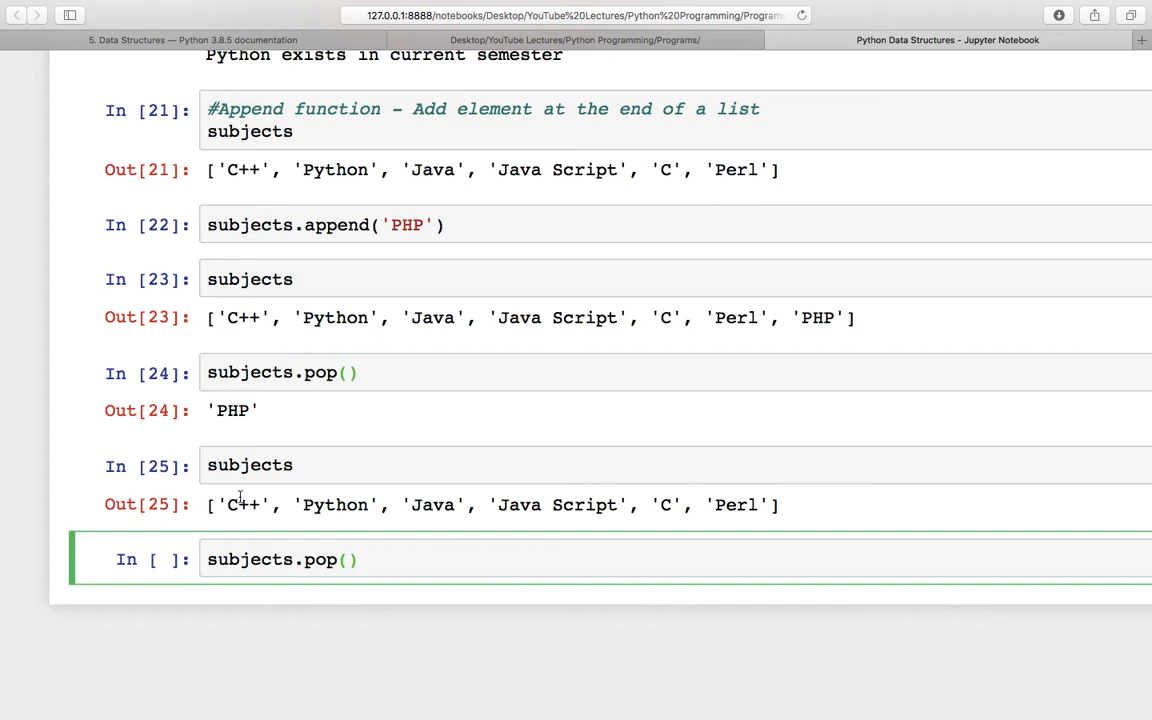 127.0.0.1:8888/notebooks/Desktop/YouTube%20Lectures/Python%20Programming/Program
5. Data Structures — Python 3.8.5 documentation
Desktop/YouTube Lectures/Python Programming/Programs/
Python Data Structures - Jupyter Notebook
Python exists in current semester
In [21]: #Append function - Add element at the end of a list
subjects
Out[21]: ['C++', 'Python', 'Java', 'Java Script', 'C', 'Perl']
In [22]: subjects.append('PHP')
In [23]: subjects
Out[23]: ['C++', 'Python', 'Java', 'Java Script', 'C', 'Perl', 'PHP']
In [24]: subjects.pop()
Out[24]: 'PHP'
In [25]: subjects
Out[25]: ['C++', 'Python', 'Java', 'Java Script', 'C', 'Perl']
In [ ]: subjects.pop()